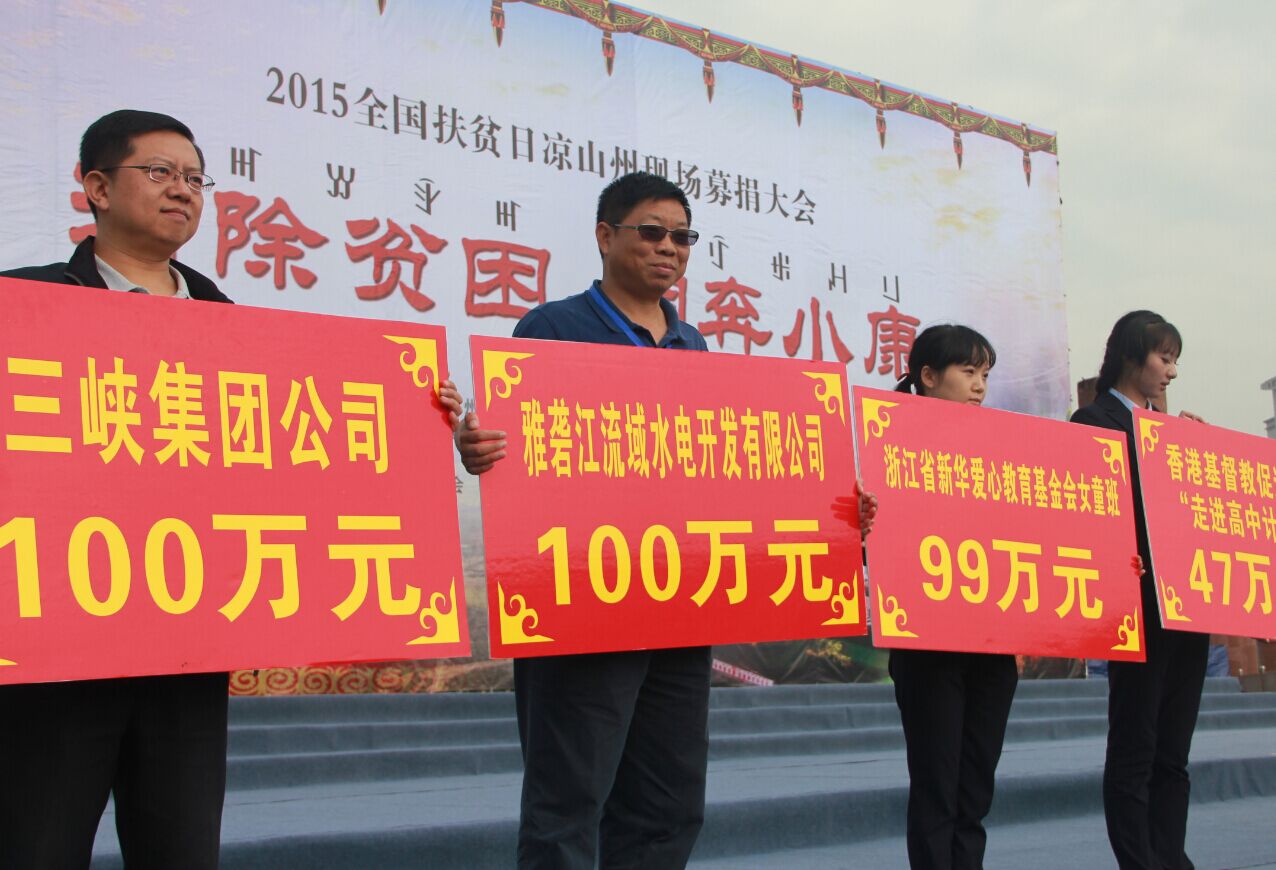 2015全国扶贫日凉山州现场募捐大会
除贫困 奔小康
三峡集团公司
100万元
雅砻江流域水电开发有限公司
100万元
浙江省新华爱心教育基金会女童班
99万元
香港基督教促
“走进高中计
47万